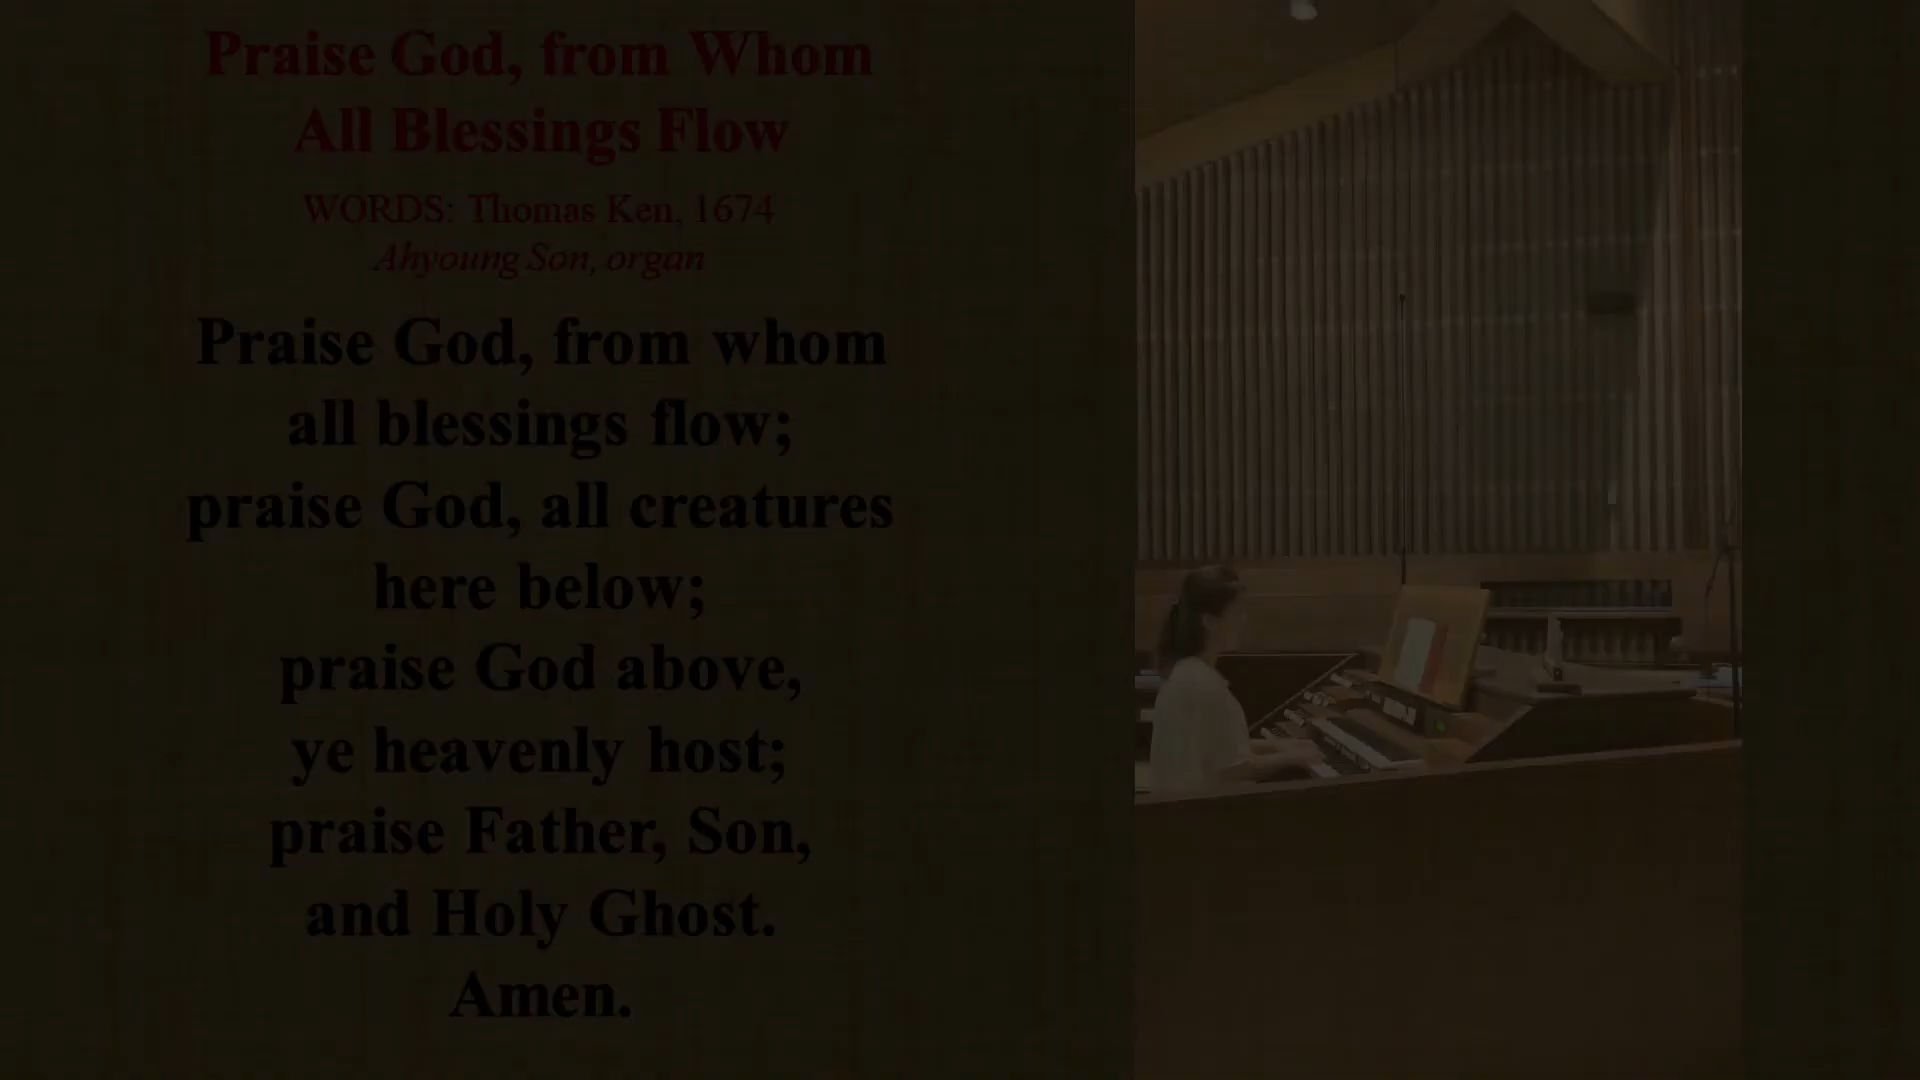 Praise God, from Whom
All Blessings Flow
WORDS: Thomas Ken, 1674
Ahyoung Son, organ
Praise God, from whom
all blessings flow;
praise God, all creatures
here below;
praise God above,
ye heavenly host;
praise Father, Son,
and Holy Ghost.
Amen.